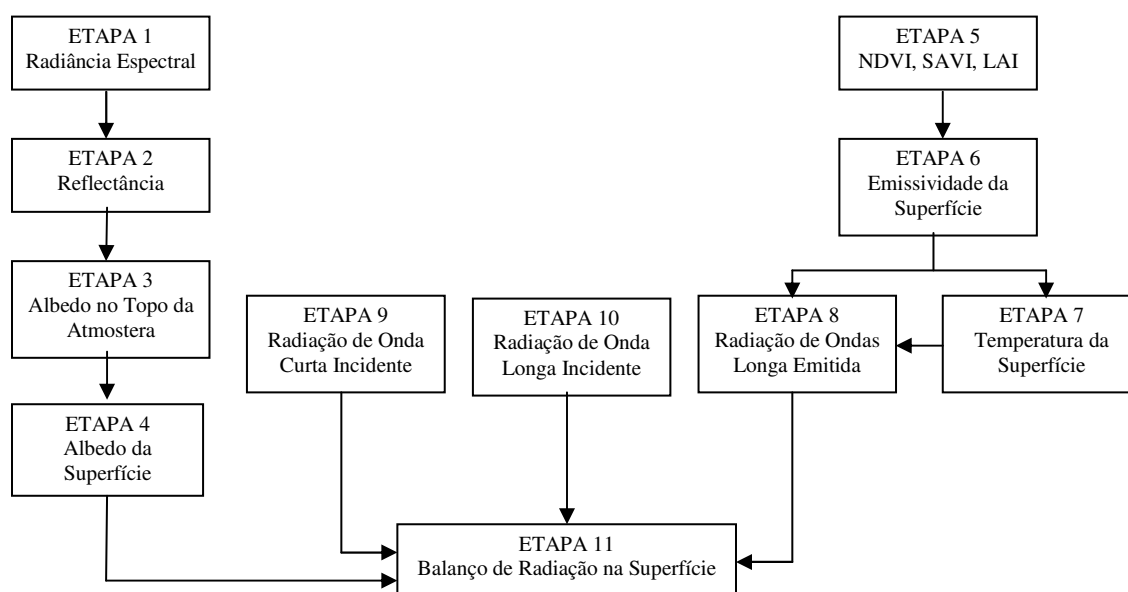 ETAPA 1
Radiância Espectral
ETAPA 5
NDVI, SAVI, LAI
ETAPA 2
Reflectância
ETAPA 6
Emissividade da
Superfície
ETAPA 3
Albedo no Topo da
Atmostera
ETAPA 9
Radiação de Onda
Curta Incidente
ETAPA 10
Radiação de Onda
Longa Incidente
ETAPA 8
Radiação de Ondas
Longa Emitida
ETAPA 7
Temperatura da
Superfície
ETAPA 4
Albedo da
Superfície
ETAPA 11
Balanço de Radiação na Superfície